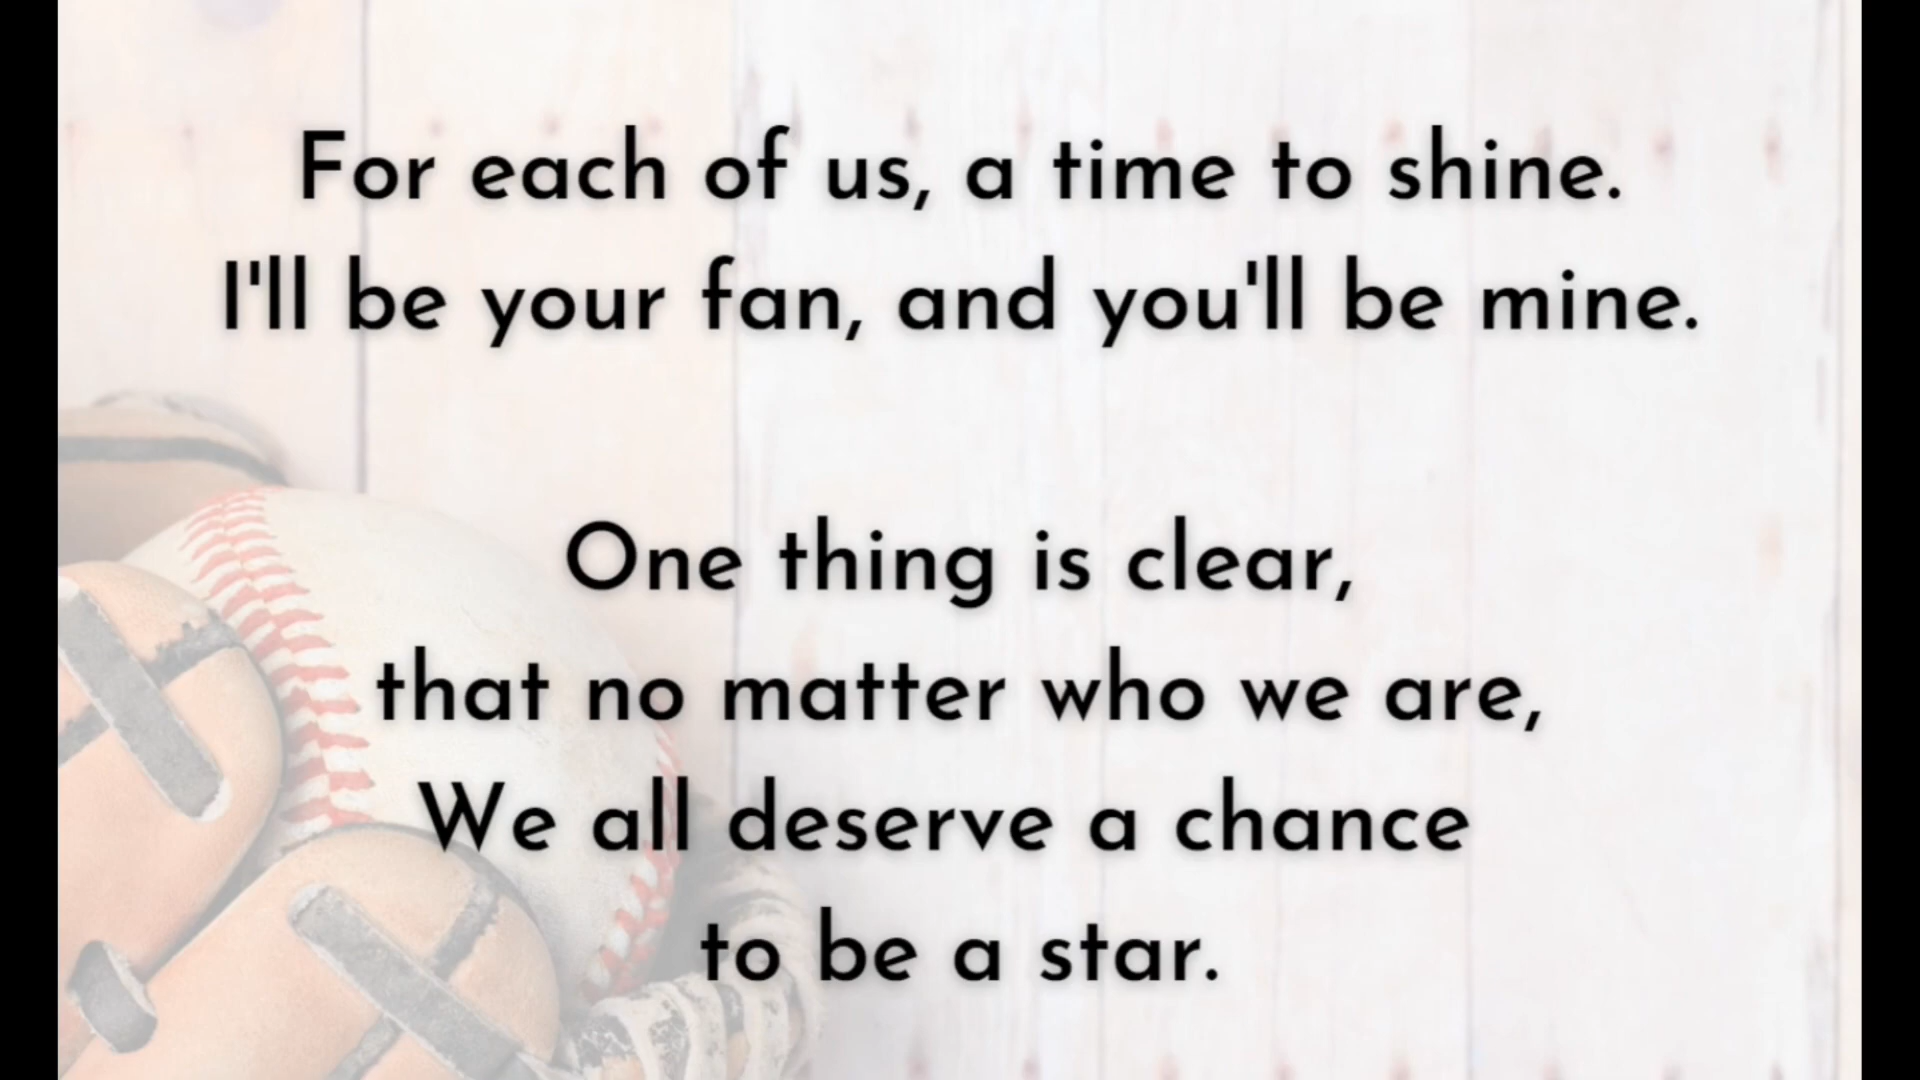 For each of us, a time to shine.
I'll be your fan, and you'll be mine.
One thing is clear,
that no matter who we are,
We all deserve a chance
to be a star.